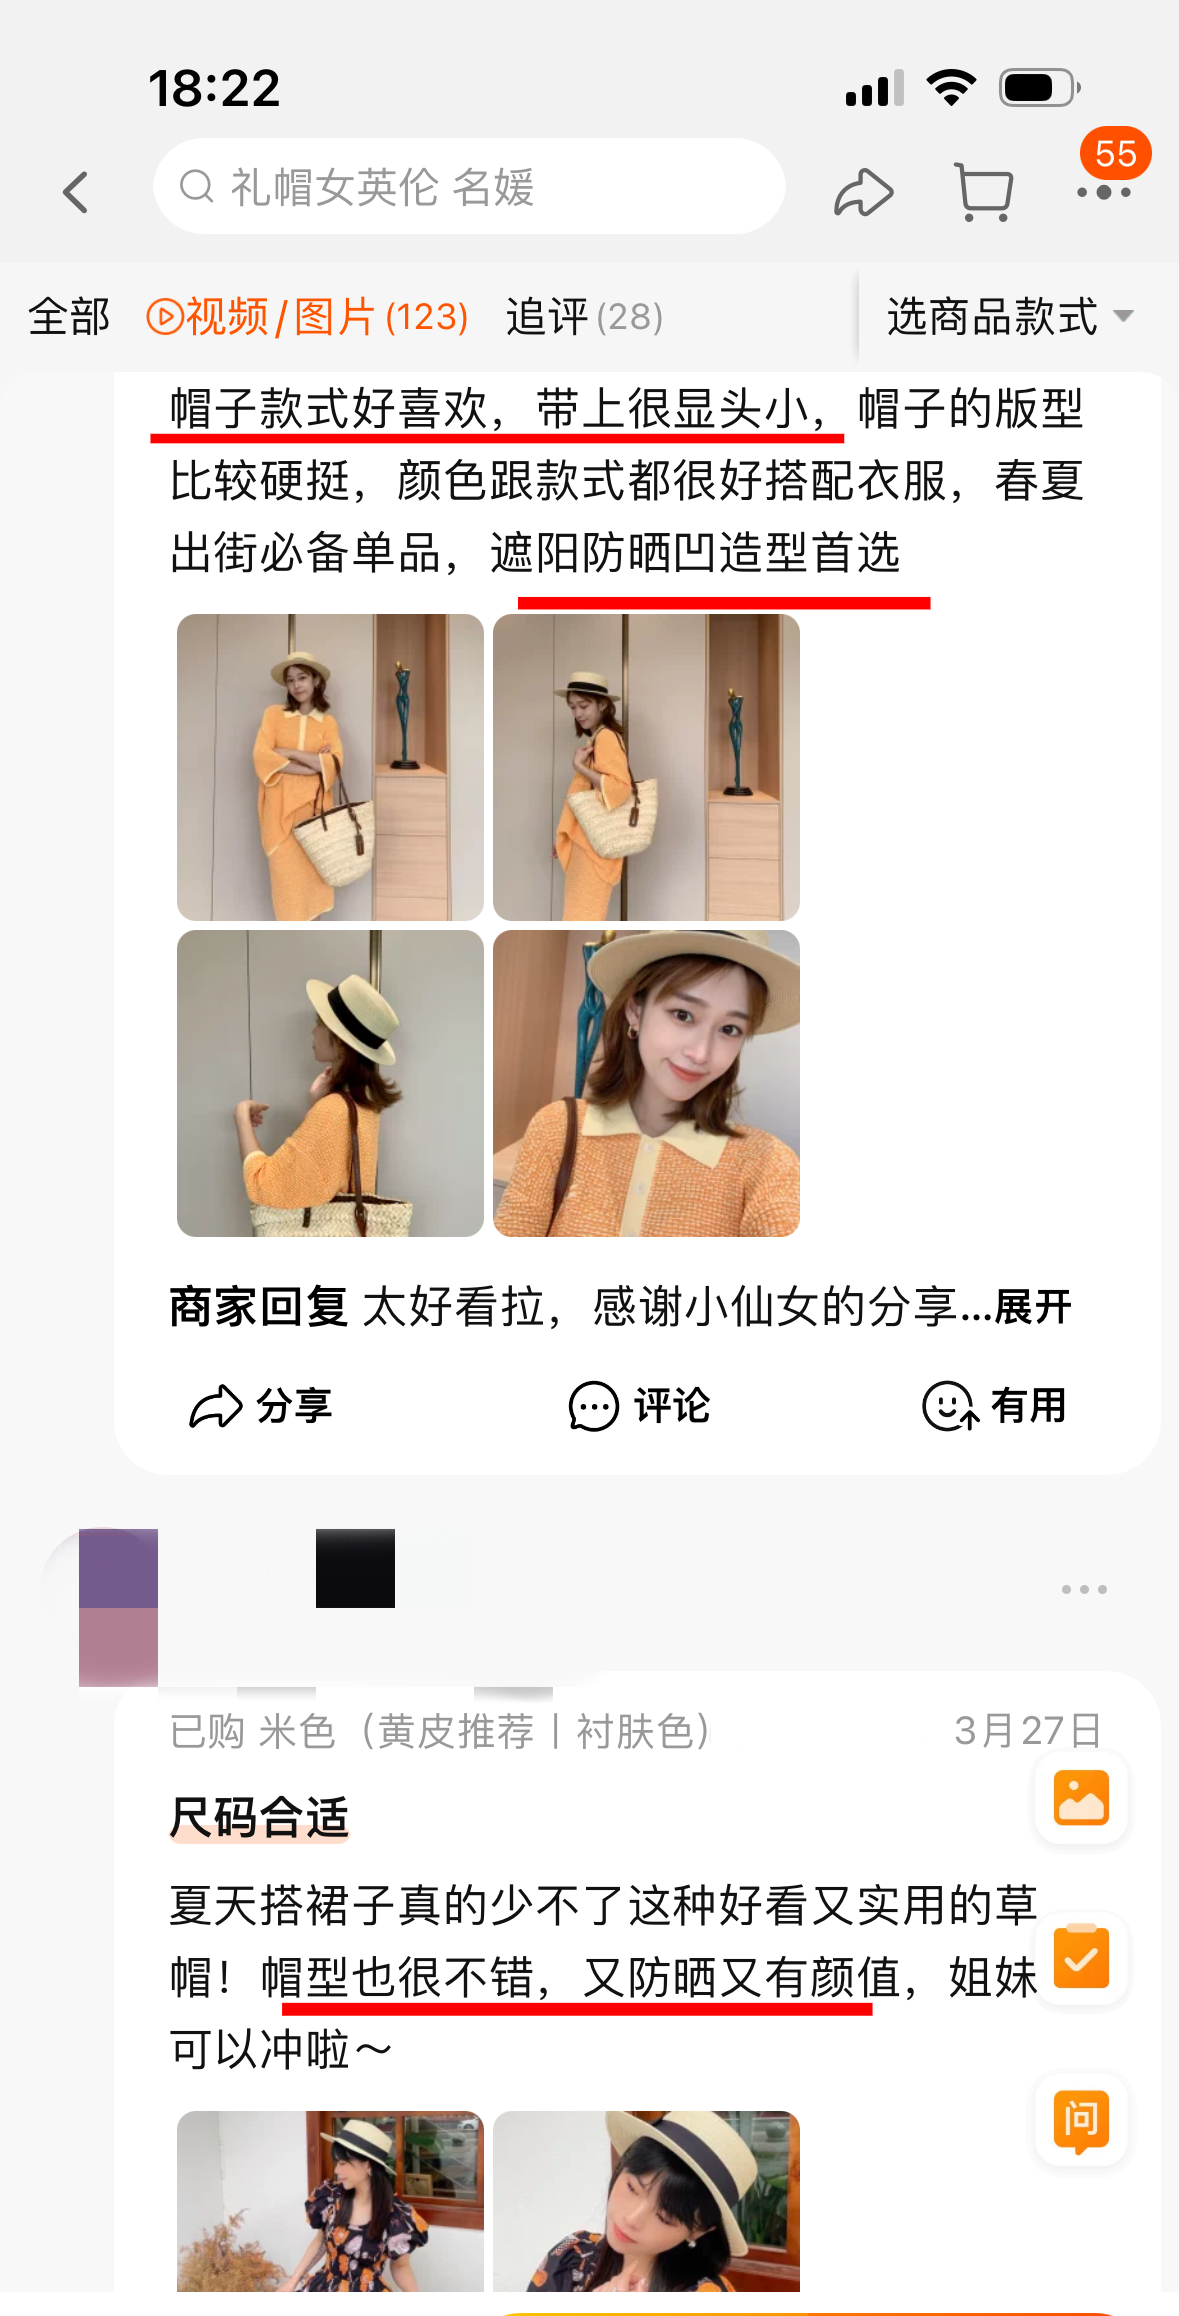 18:22
55
礼帽女英伦 名媛
全部 视频/图片(123) 追评(28) 选商品款式
帽子款式好喜欢，带上很显头小，帽子的版型
比较硬挺，颜色跟款式都很好搭配衣服，春夏
出街必备单品，遮阳防晒凹造型首选
商家回复 太好看拉，感谢小仙女的分享...展开
分享 评论 有用
已购 米色（黄皮推荐丨衬肤色） 3月27日
尺码合适
夏天搭裙子真的少不了这种好看又实用的草
帽！帽型也很不错，又防晒又有颜值，姐妹
可以冲啦～
问